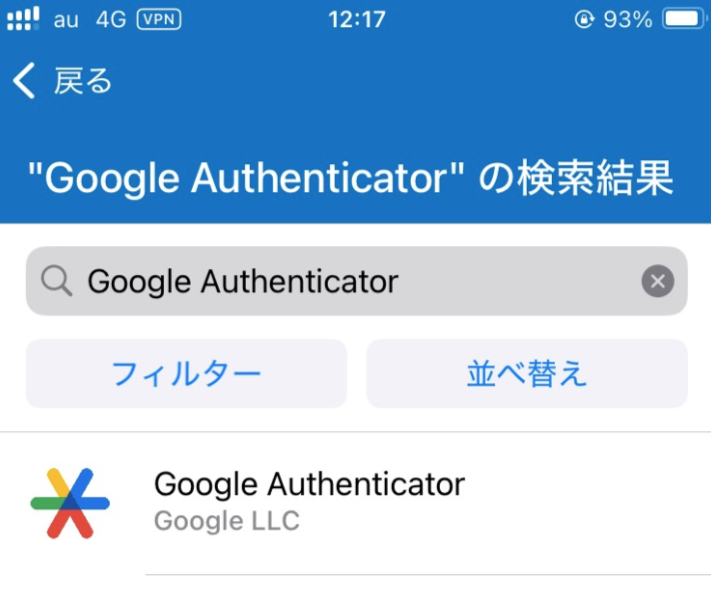 au 4G VPN 12:17 93%
戻る
"Google Authenticator" の検索結果
Google Authenticator
フィルター 並べ替え
Google Authenticator
Google LLC